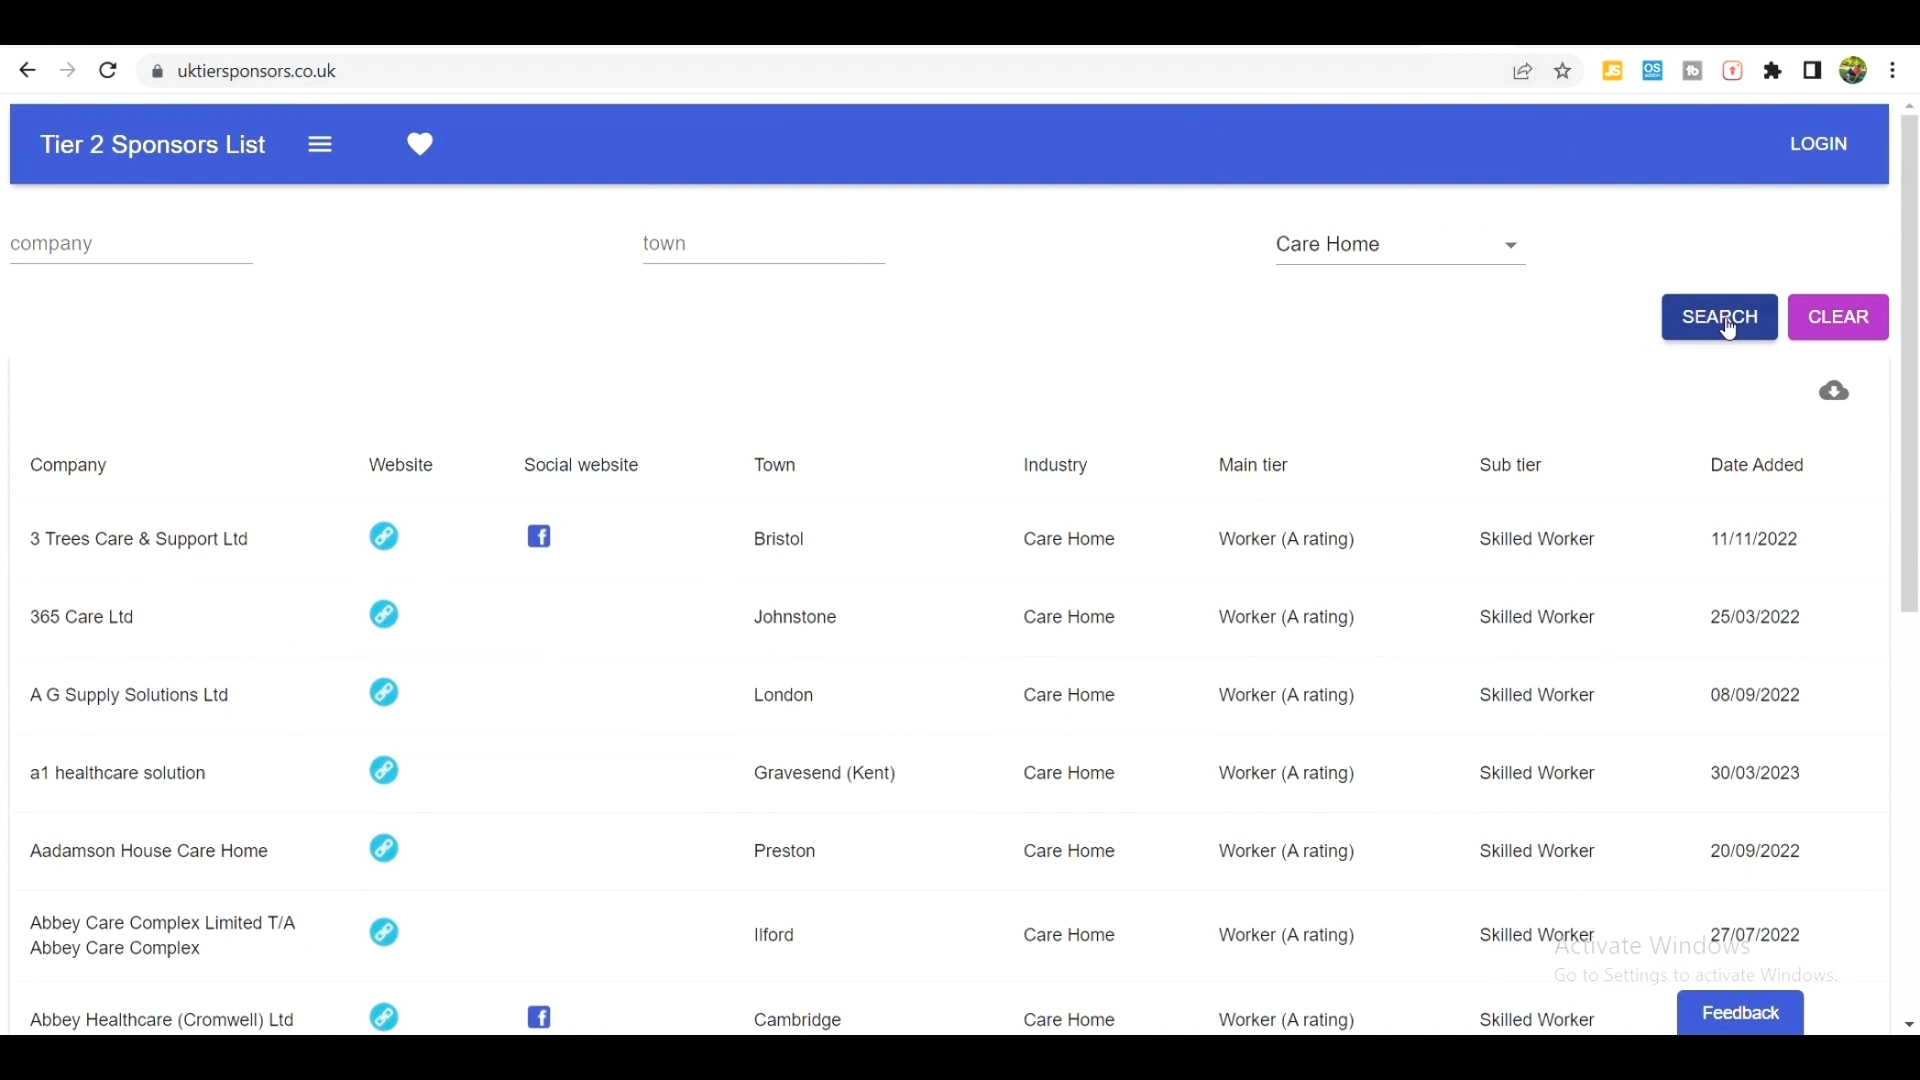 uktiersponsors.co.uk
JS
OS
addon
tb
Tier 2 Sponsors List
LOGIN
company
town
Care Home
SEARCH
CLEAR
Company Website Social website Town Industry Main tier Sub tier Date Added
3 Trees Care & Support Ltd Bristol Care Home Worker (A rating) Skilled Worker 11/11/2022
365 Care Ltd Johnstone Care Home Worker (A rating) Skilled Worker 25/03/2022
A G Supply Solutions Ltd London Care Home Worker (A rating) Skilled Worker 08/09/2022
a1 healthcare solution Gravesend (Kent) Care Home Worker (A rating) Skilled Worker 30/03/2023
Aadamson House Care Home Preston Care Home Worker (A rating) Skilled Worker 20/09/2022
Abbey Care Complex Limited T/A
Abbey Care Complex Ilford Care Home Worker (A rating) Skilled Worker 27/07/2022
Activate Windows
Go to Settings to activate Windows.
Abbey Healthcare (Cromwell) Ltd Cambridge Care Home Worker (A rating) Skilled Worker
Feedback